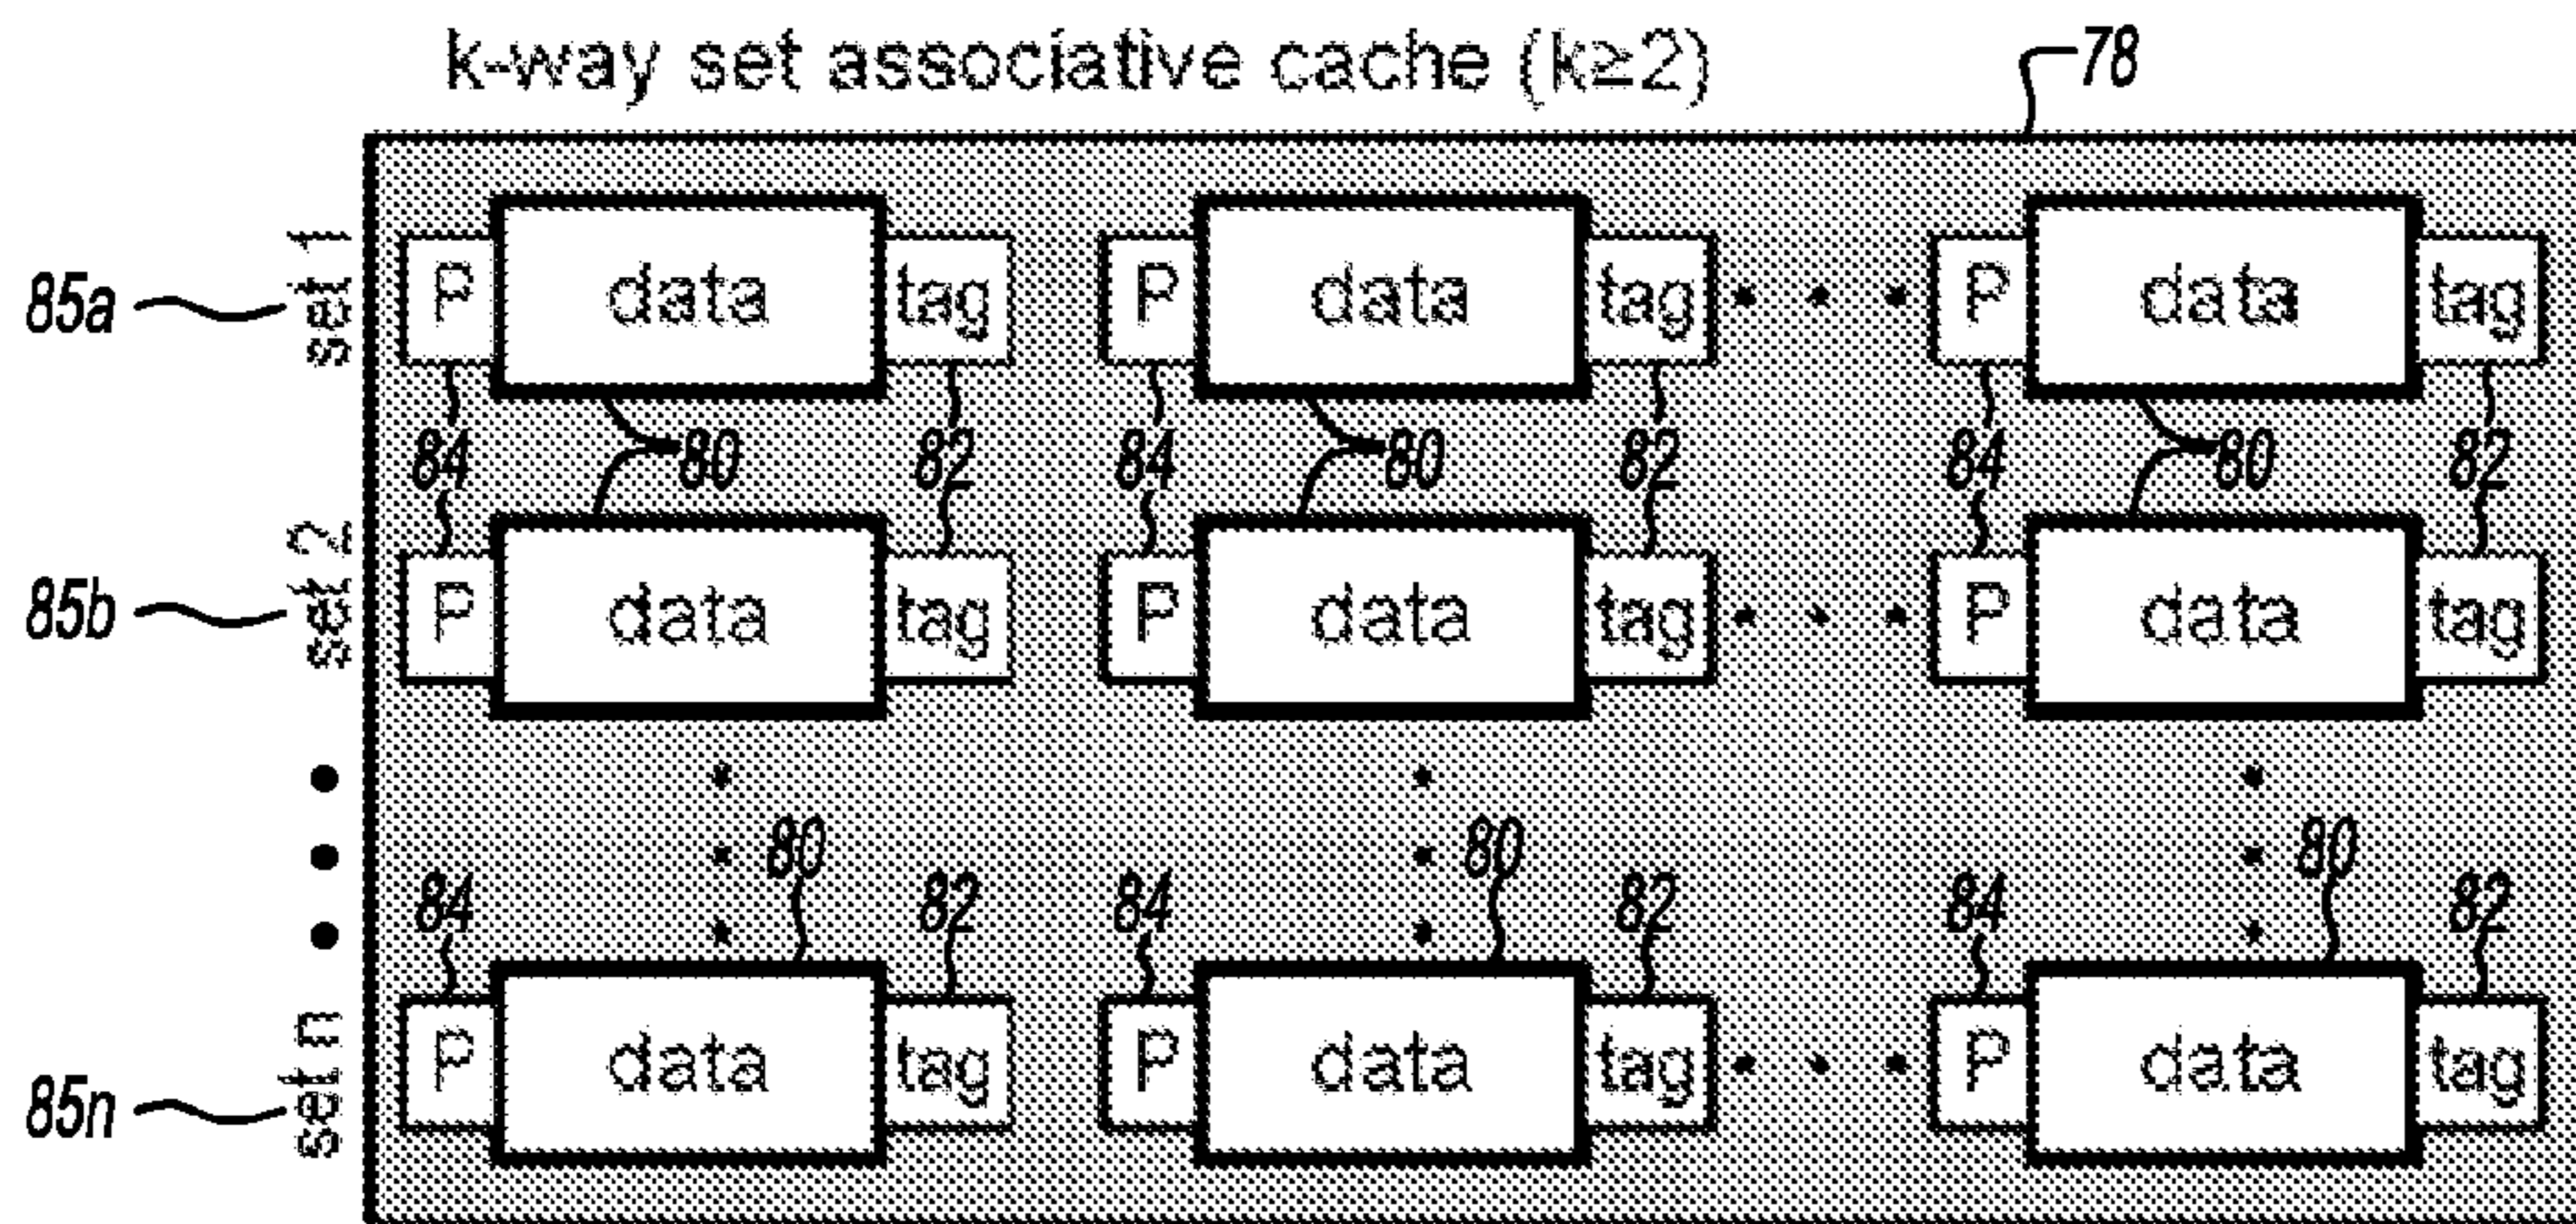 k-way set associative cache (k≥2)
78
85a set 1 P data tag P data tag P data tag
84 80 82 84 80 82 84 80 82
85b set 2 P data tag P data tag P data tag
80 80 80
84 82 84 82 84 82
85n set n P data tag P data tag P data tag